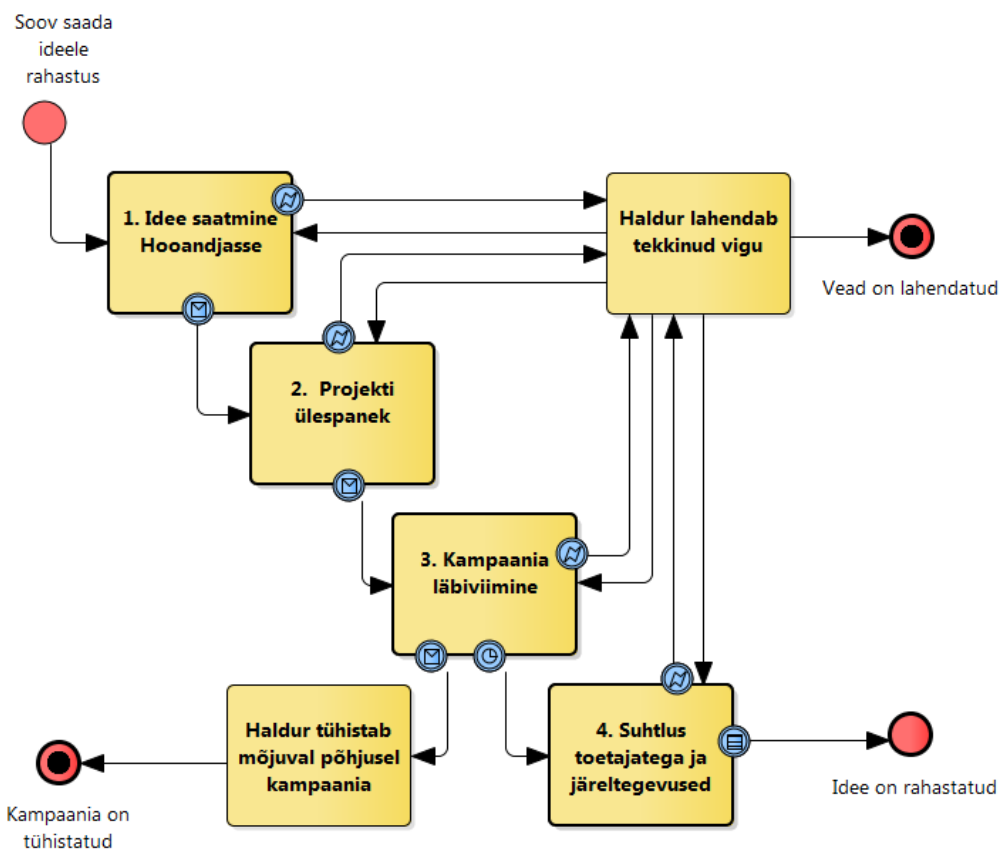 Soov saada
ideele
rahastus
1. Idee saatmine
Hooandjasse
Haldur lahendab
tekkinud vigu
Vead on lahendatud
2. Projekti
ülespanek
3. Kampaania
läbiviimine
Haldur tühistab
mõjuval põhjusel
kampaania
4. Suhtlus
toetajatega ja
järeltegevused
Idee on rahastatud
Kampaania on
tühistatud